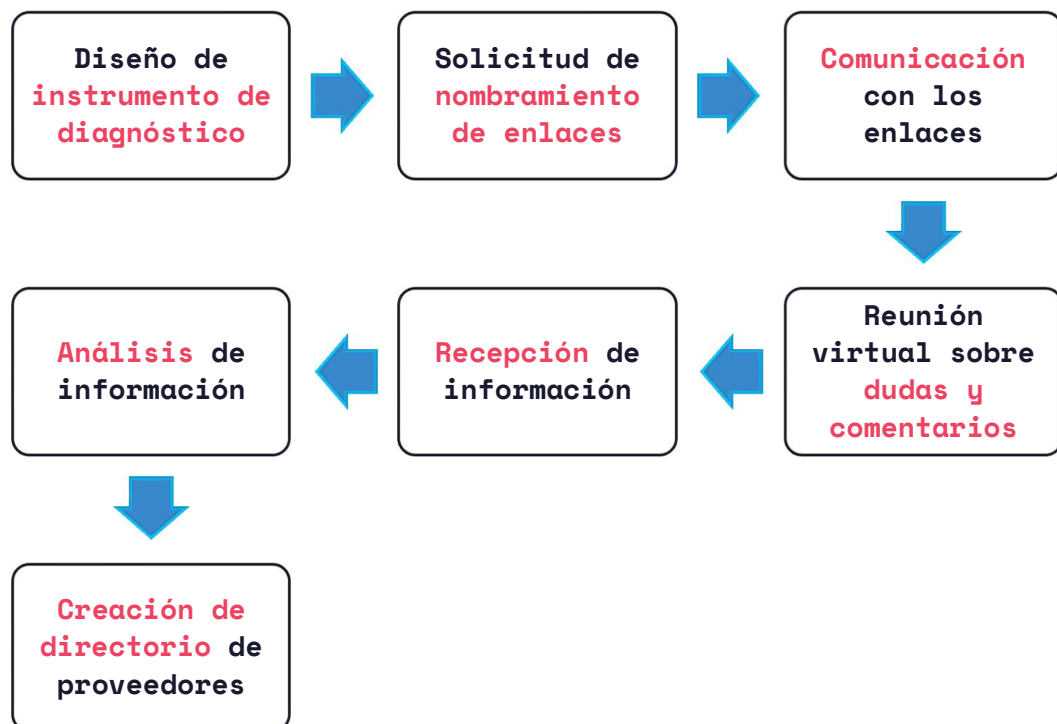 Diseño de
instrumento de
diagnóstico
Solicitud de
nombramiento
de enlaces
Comunicación
con los
enlaces
Reunión
virtual sobre
dudas y
comentarios
Recepción de
información
Análisis de
información
Creación de
directorio de
proveedores